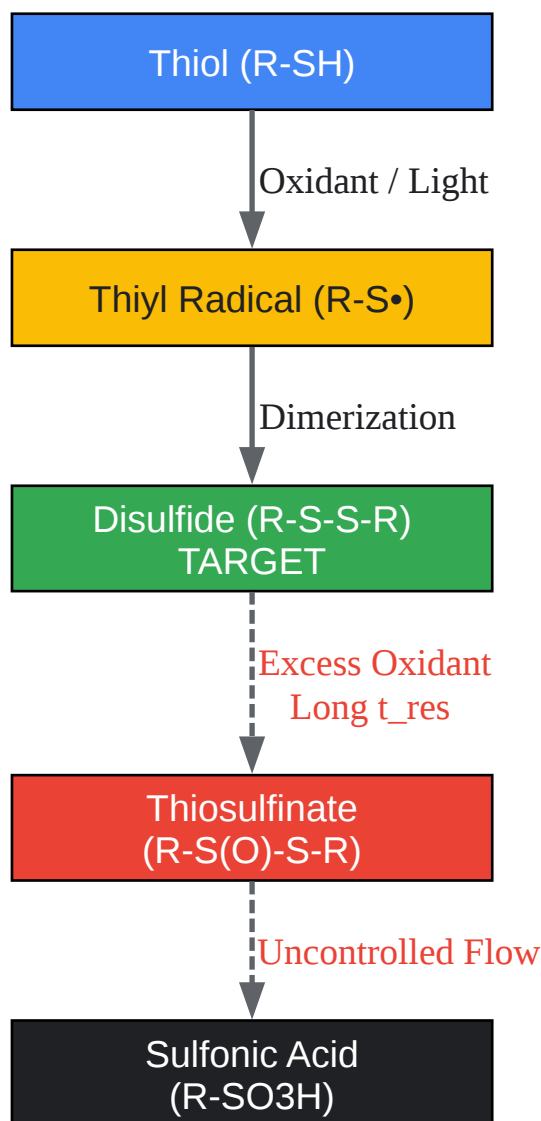 Thiol (R-SH)
Oxidant / Light
Thiyl Radical (R-S•)
Dimerization
Disulfide (R-S-S-R)
TARGET
Excess Oxidant
Long t_res
Thiosulfinate
(R-S(O)-S-R)
Uncontrolled Flow
Sulfonic Acid
(R-SO3H)